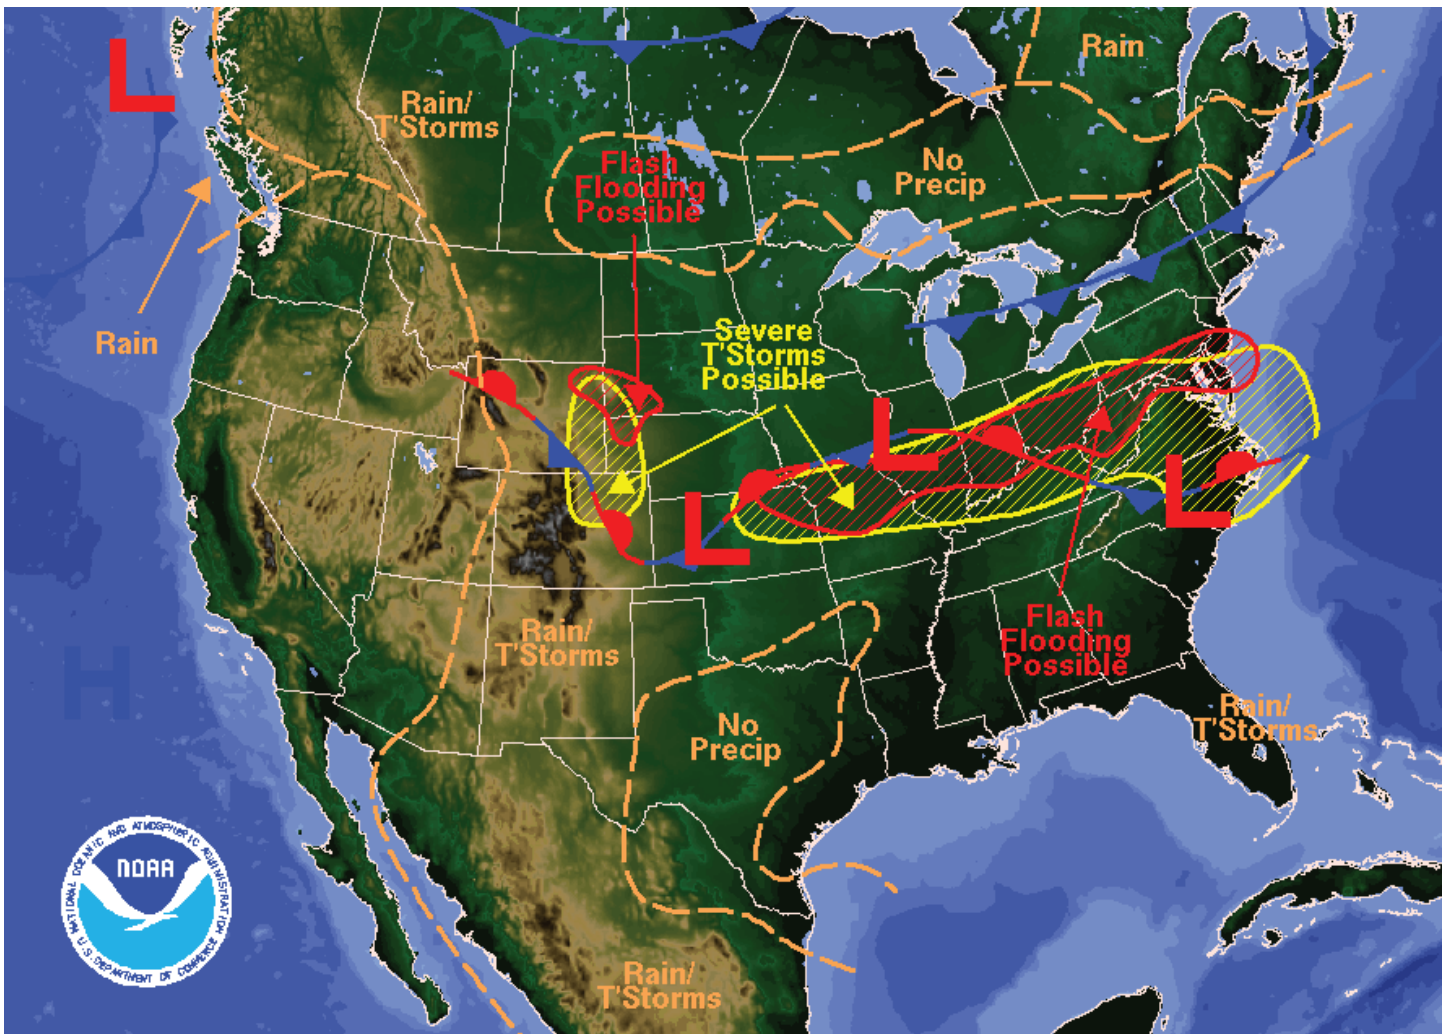 L
Rain
Rain/
T'Storms
Flash
Flooding
Possible
No
Precip
Rain
Severe
T'Storms
Possible
L
L
L
Flash
Flooding
Possible
Rain/
T'Storms
H
Rain/
T'Storms
No
Precip
NATIONAL OCEANIC AND ATMOSPHERIC ADMINISTRATION
NOAA
U.S. DEPARTMENT OF COMMERCE
Rain/
T'Storms